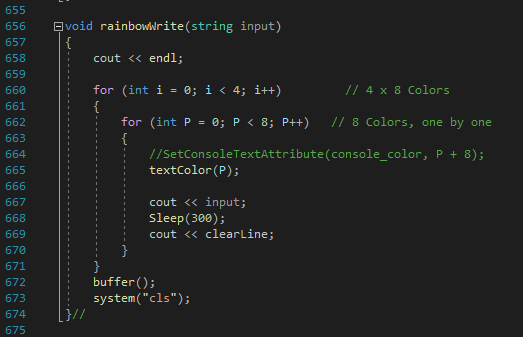 655
656 void rainbowWrite(string input)
657 {
658 cout << endl;
659
660 for (int i = 0; i < 4; i++) // 4 x 8 Colors
661 {
662 for (int P = 0; P < 8; P++) // 8 Colors, one by one
663 {
664 //SetConsoleTextAttribute(console_color, P + 8);
665 textColor(P);
666
667 cout << input;
668 Sleep(300);
669 cout << clearLine;
670 }
671 }
672 buffer();
673 system("cls");
674 }//
675